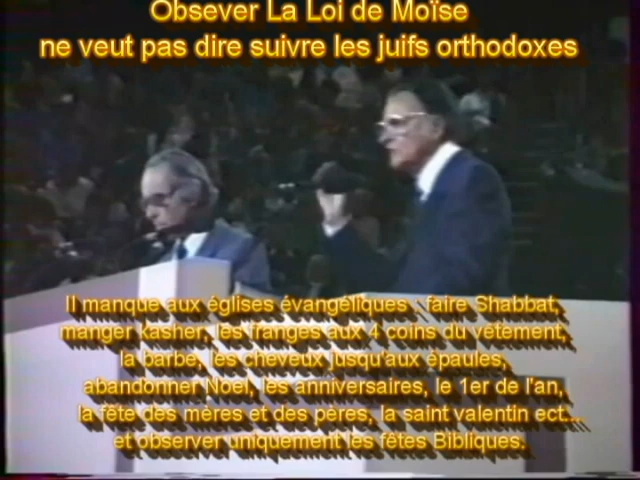 Obsever La Loi de Moïse
ne veut pas dire suivre les juifs orthodoxes
Il manque aux églises évangéliques : faire Shabbat,
manger kasher, les franges aux 4 coins du vêtement,
la barbe, les cheveux jusqu'aux épaules,
abandonner Noel, les anniversaires, le 1er de l'an,
la fête des mères et des pères, la saint valentin ect...
et observer uniquement les fêtes Bibliques.